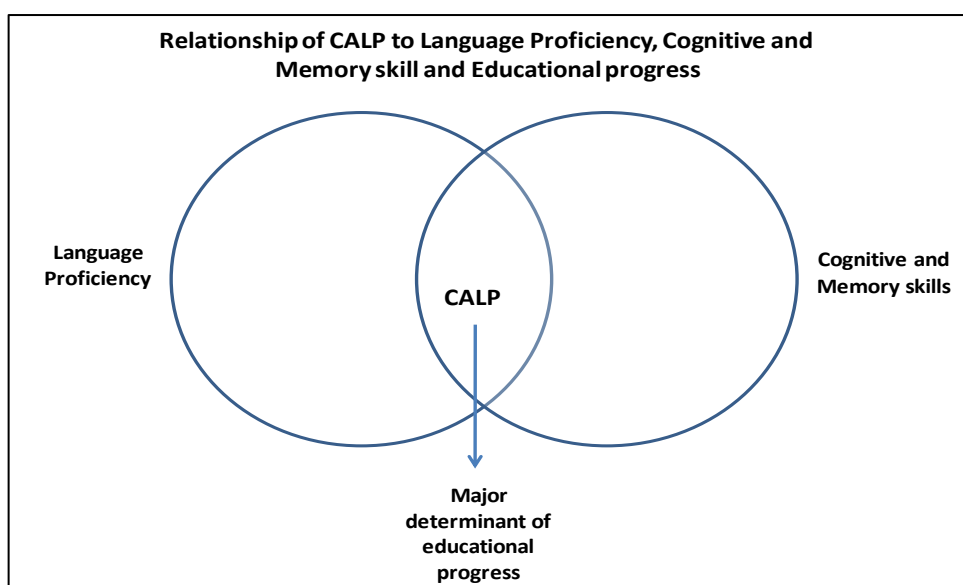 Relationship of CALP to Language Proficiency, Cognitive and
Memory skill and Educational progress
Language
Proficiency
CALP
Cognitive and
Memory skills
Major
determinant of
educational
progress